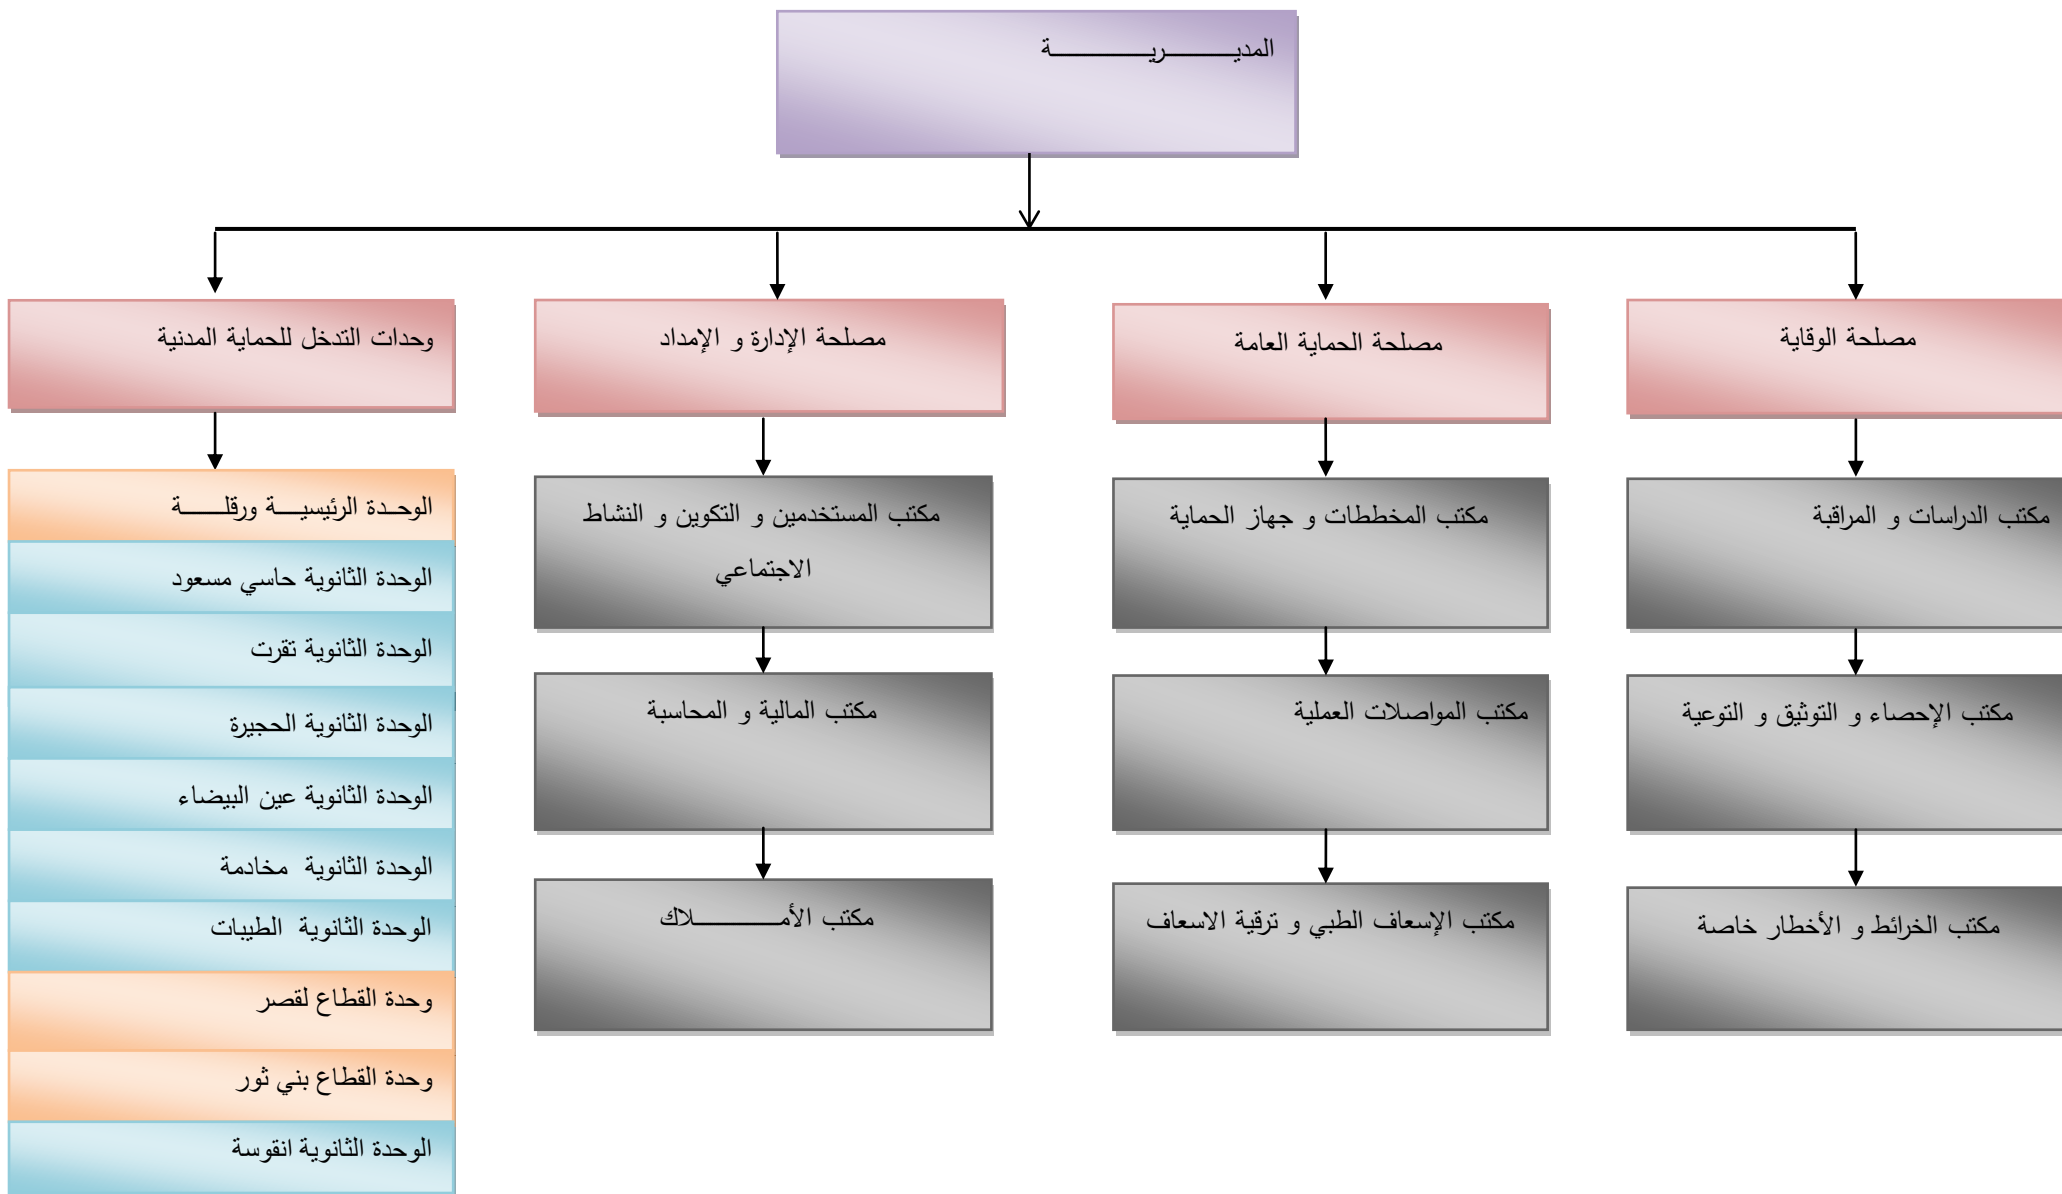 المديـــــــريـــــــــة
مصلحة الوقاية
مصلحة الحماية العامة
مصلحة الإدارة و الإمداد
وحدات التدخل للحماية المدنية
مكتب الدراسات و المراقبة
مكتب الإحصاء و التوثيق و التوعية
مكتب الخرائط و الأخطار خاصة
مكتب المخططات و جهاز الحماية
مكتب المواصلات العملية
مكتب الإسعاف الطبي و ترقية الاسعاف
مكتب المستخدمين و التكوين و النشاط
الاجتماعي
مكتب المالية و المحاسبة
مكتب الأمـــــــــلاك
الوحـدة الرئيسيـــة ورقلــــــة
الوحدة الثانوية حاسي مسعود
الوحدة الثانوية تقرت
الوحدة الثانوية الحجيرة
الوحدة الثانوية عين البيضاء
الوحدة الثانوية مخادمة
الوحدة الثانوية الطيبات
وحدة القطاع لقصر
وحدة القطاع بني ثور
الوحدة الثانوية انقوسة